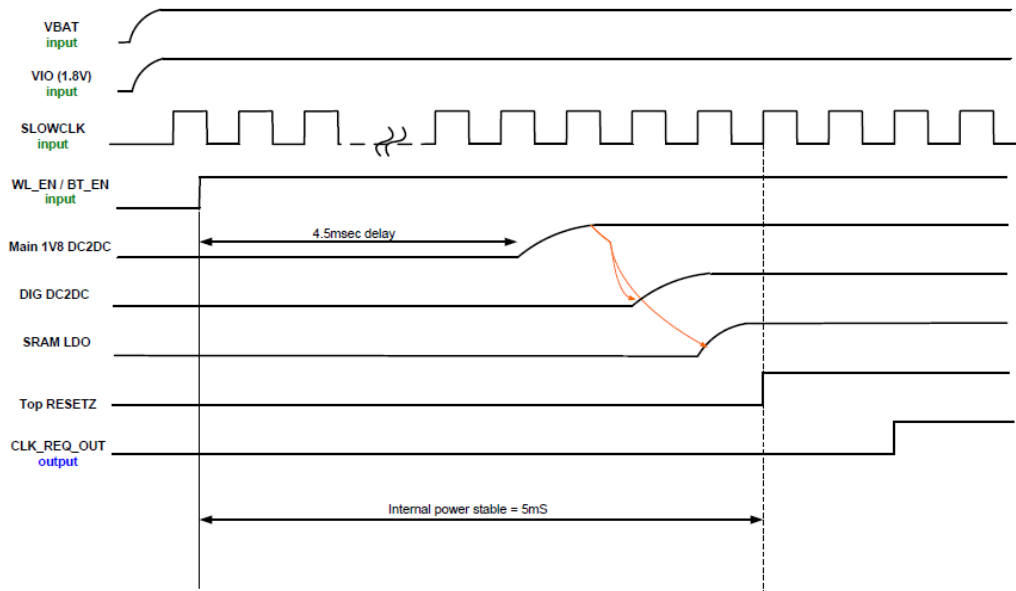 VBAT
input
VIO (1.8V)
input
SLOWCLK
input
WL_EN / BT_EN
input
4.5msec delay
Main 1V8 DC2DC
DIG DC2DC
SRAM LDO
Top RESETZ
CLK_REQ_OUT
output
Internal power stable = 5mS